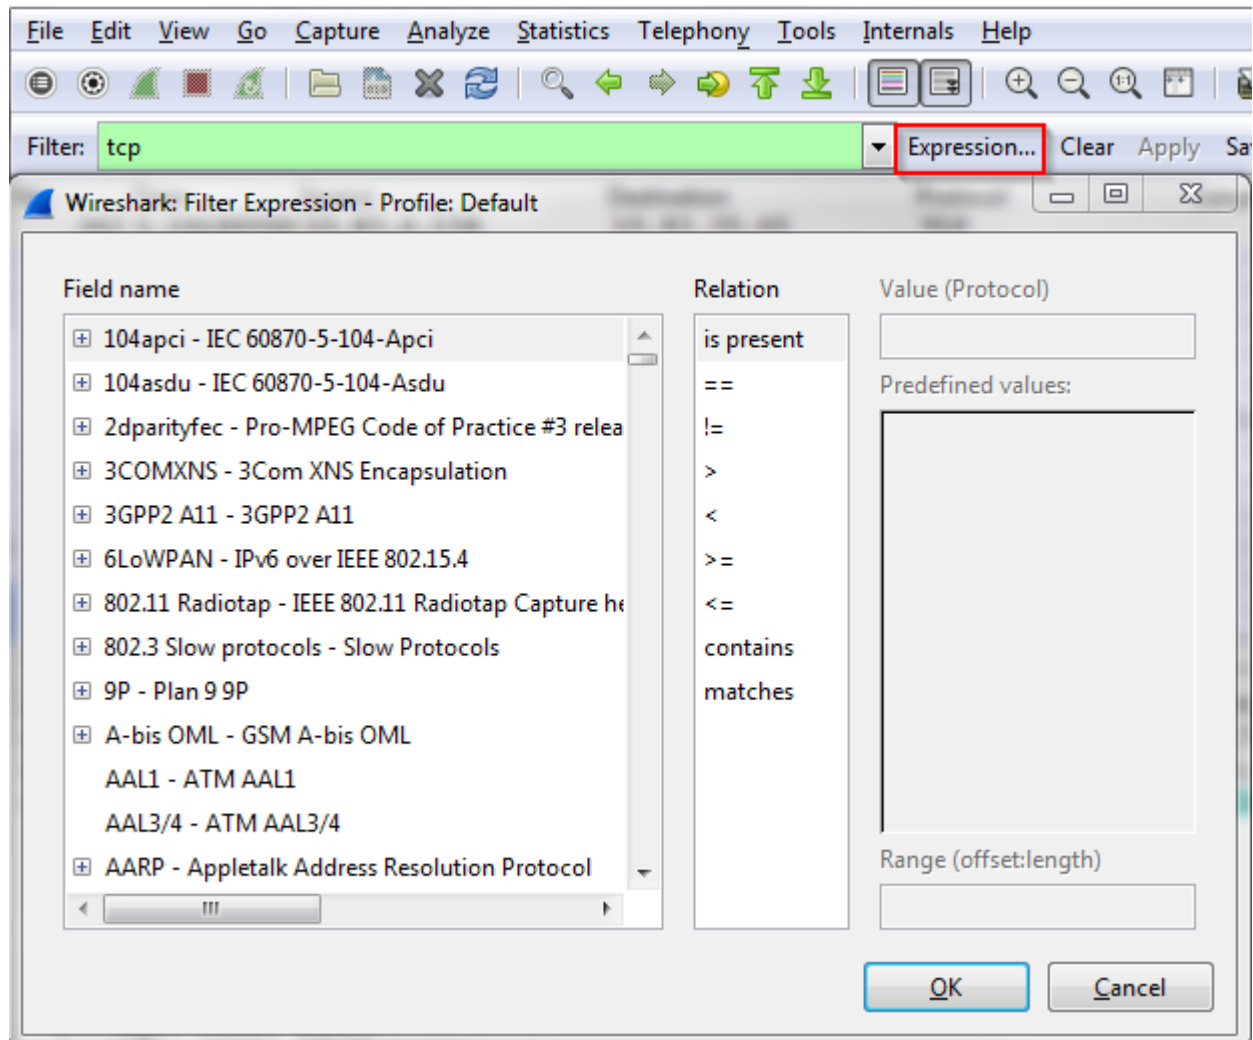 File Edit View Go Capture Analyze Statistics Telephony Tools Internals Help
Filter: tcp Expression... Clear Apply
Wireshark: Filter Expression - Profile: Default
Field name
104apci - IEC 60870-5-104-Apci
104asdu - IEC 60870-5-104-Asdu
2dparityfec - Pro-MPEG Code of Practice #3 relea
3COMXNS - 3Com XNS Encapsulation
3GPP2 A11 - 3GPP2 A11
6LoWPAN - IPv6 over IEEE 802.15.4
802.11 Radiotap - IEEE 802.11 Radiotap Capture he
802.3 Slow protocols - Slow Protocols
9P - Plan 9 9P
A-bis OML - GSM A-bis OML
AAL1 - ATM AAL1
AAL3/4 - ATM AAL3/4
AARP - Appletalk Address Resolution Protocol
Relation
is present
==
!=
>
<
>=
<=
contains
matches
Value (Protocol)
Predefined values:
Range (offset:length)
OK Cancel